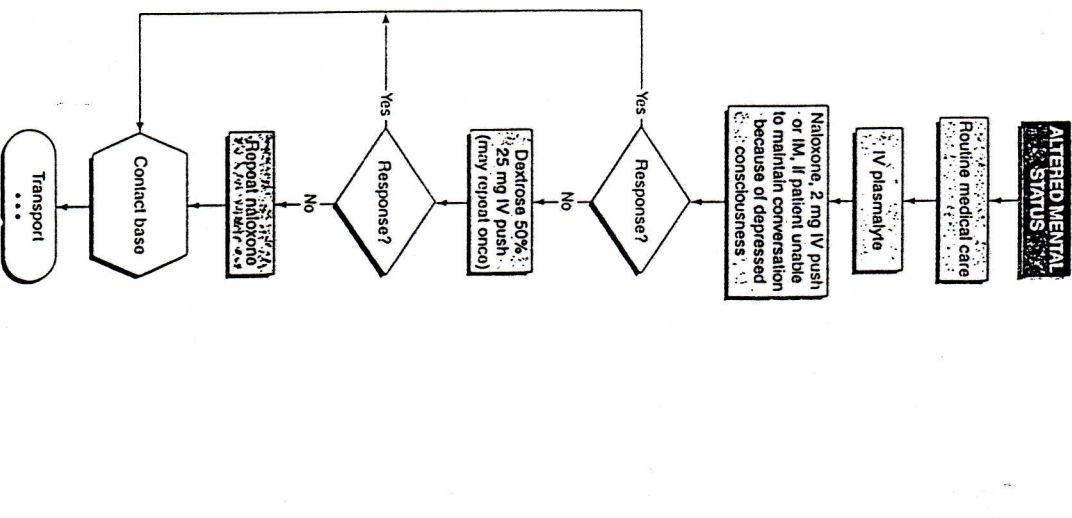 ALTERED MENTAL
STATUS
Routine medical care
IV plasmalyte
Naloxone, 2 mg IV push
or IM, if patient unable
to maintain conversation
because of depressed
consciousness
Response?
Yes
No
Dextrose 50%
25 mg IV push
(may repeat once)
Response?
Yes
No
Repeat naloxone
Contact base
Transport
...